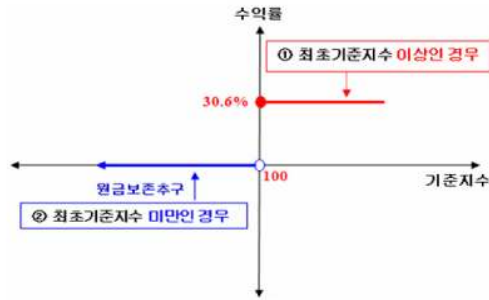 수익률
① 최초기준지수 이상인 경우
30.6%
100
기준지수
원금보존추구
② 최초기준지수 미만인 경우